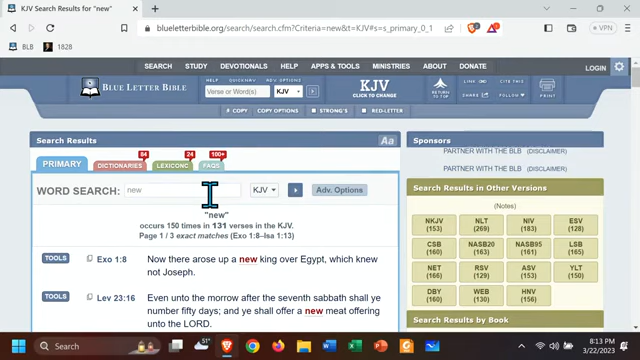 KJV Search Results for "new"
blueletterbible.org/search/search.cfm?Criteria=new&t=KJV#s=s_primary_0_1
2
VPN
BLB
1828
SEARCH STUDY DEVOTIONALS HELP APPS & TOOLS MINISTRIES ABOUT DONATE
LOGIN
BLUE LETTER BIBLE
HELP QUICKNAV ADV OPTIONS
Verse or Word(s)
KJV
KJV
CLICK TO CHANGE
RETURN
TO TOP
LINK
CITE THIS
SHARE
FOLLOW
PRINT
COPY COPY OPTIONS STRONG'S RED-LETTER
Search Results
Aa
PRIMARY
DICTIONARIES
84
LEXICONC
24
FAQS
100+
WORD SEARCH:
new
KJV
Adv. Options
"new"
occurs 150 times in 131 verses in the KJV.
Page 1 / 3 exact matches (Exo 1:8–Isa 1:13)
TOOLS
Exo 1:8
Now there arose up a new king over Egypt, which knew
not Joseph.
TOOLS
Lev 23:16
Even unto the morrow after the seventh sabbath shall ye
number fifty days; and ye shall offer a new meat offering
unto the LORD.
Sponsors
PARTNER WITH THE BLB (DISCLAIMER)
PARTNER WITH THE BLB (DISCLAIMER)
Search Results in Other Versions
(Notes)
NKJV
(153)
NLT
(269)
NIV
(183)
ESV
(128)
CSB
(160)
NASB20
(163)
NASB95
(161)
LSB
(165)
NET
(166)
RSV
(129)
ASV
(153)
YLT
(150)
DBY
(160)
WEB
(130)
HNV
(156)
Search Results by Book
Search
51°
8:13 PM
3/22/2023